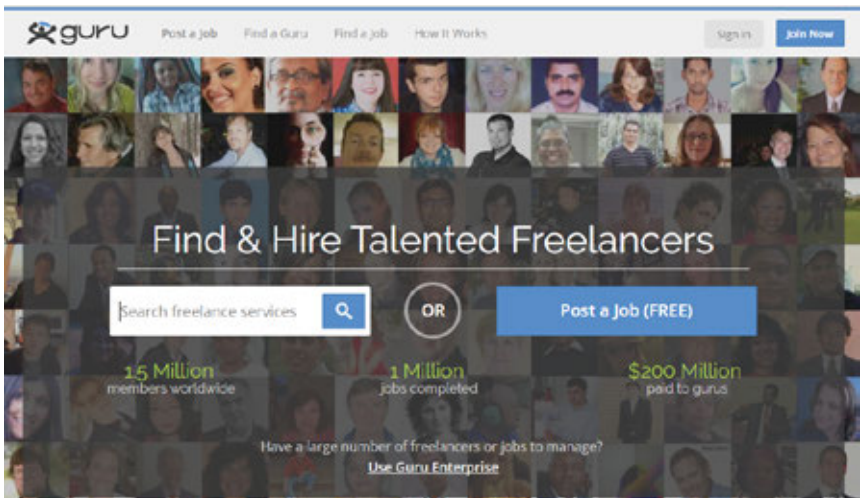 guru
Post a Job Find a Guru Find a Job How It Works Sign in Join Now
Find & Hire Talented Freelancers
Search freelance services OR Post a Job (FREE)
1.5 Million 1 Million $200 Million
members worldwide jobs completed paid to gurus
Have a large number of freelancers or jobs to manage?
Use Guru Enterprise